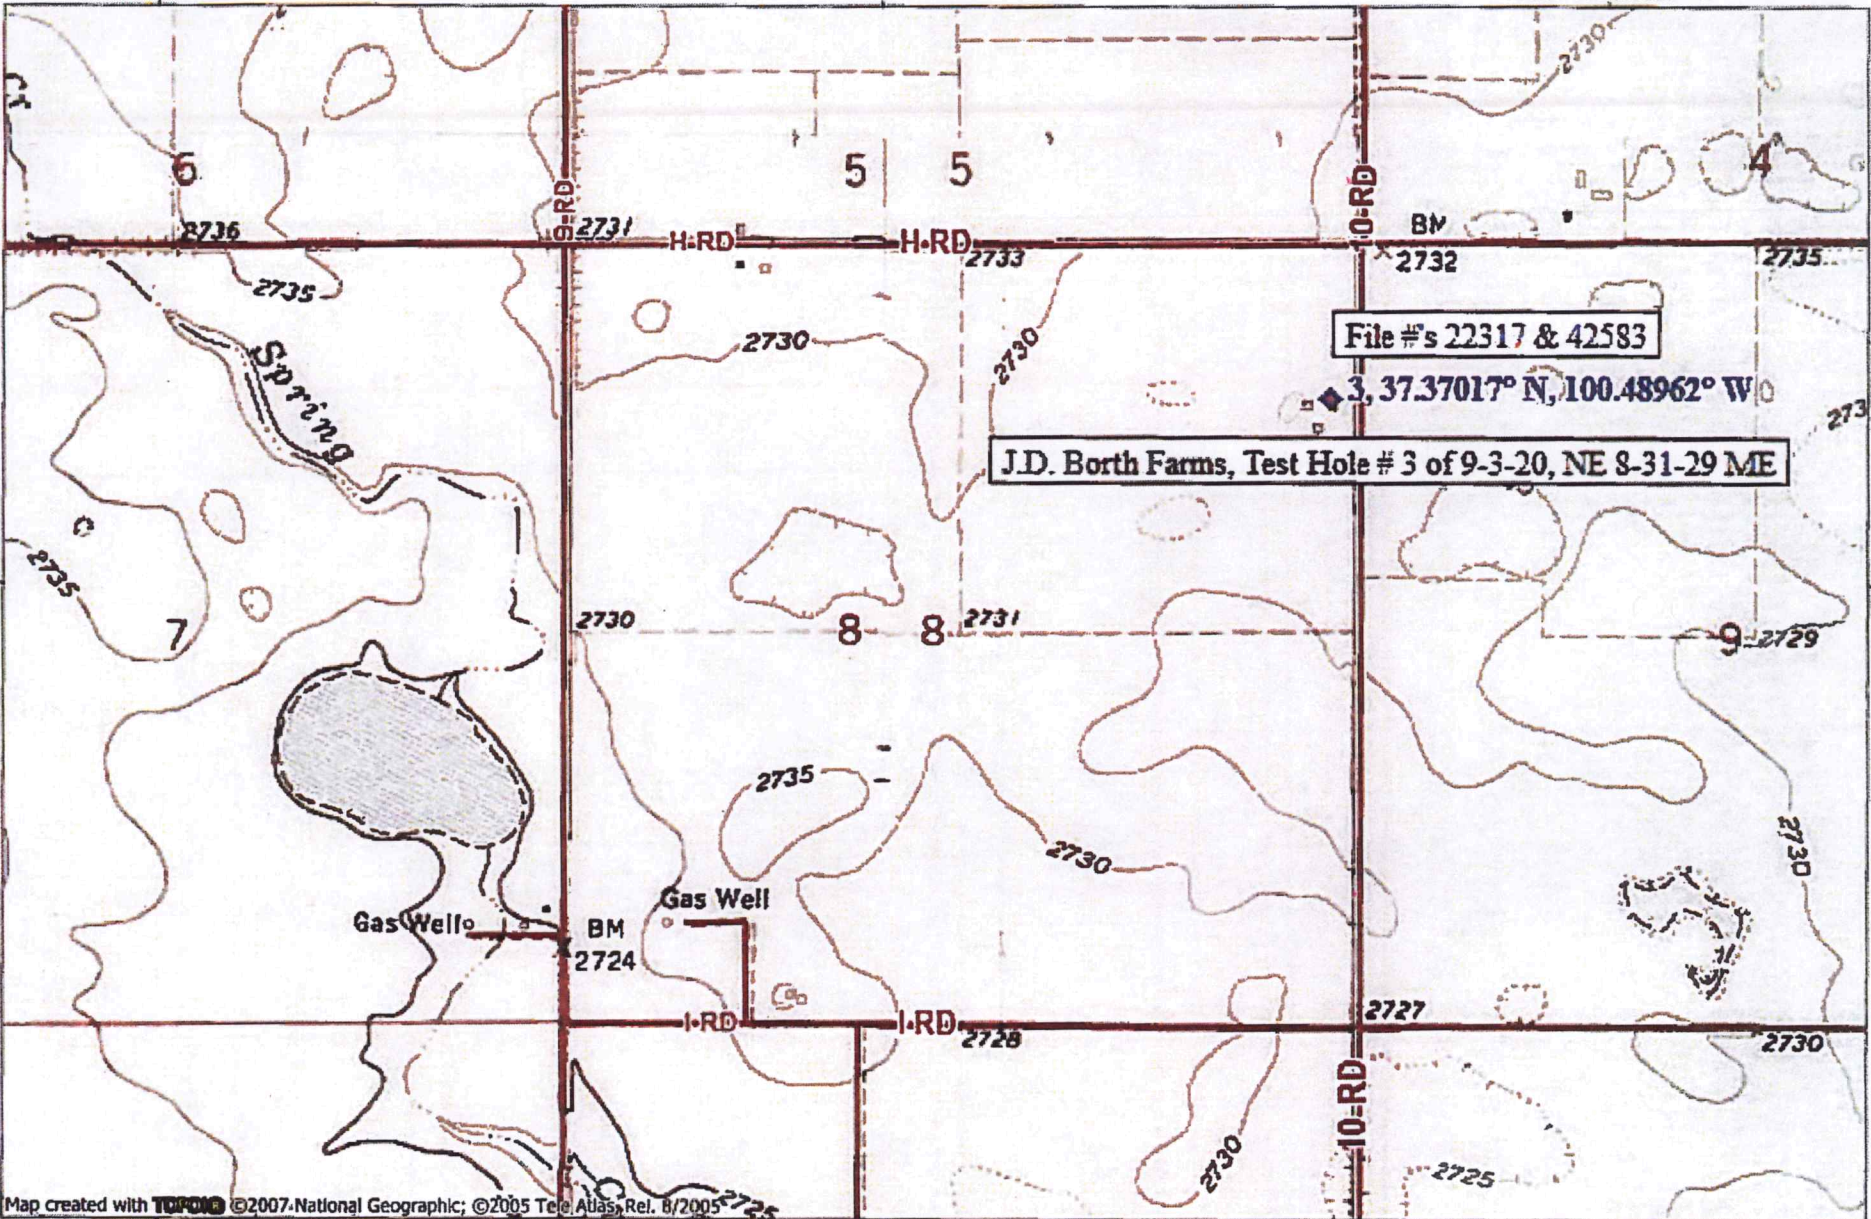 2730
6
5
5
4
9-RD
10-RD
2736
2731
H-RD
H-RD
BM
2733
2732
2735
2735
File #'s 22317 & 42583
Spring
2730
2730
3, 37.37017° N, 100.48962° W
273
J.D. Borth Farms, Test Hole # 3 of 9-3-20, NE 8-31-29 ME
2735
7
2730
8
8
2731
9
2729
2735
2730
2730
Gas Well
Gas Well
BM
2724
I-RD
I-RD
2728
2727
2730
10-RD
2730
2725
2725
Map created with TOPO!® ©2007 National Geographic; ©2005 Tele Atlas, Rel. 8/2005